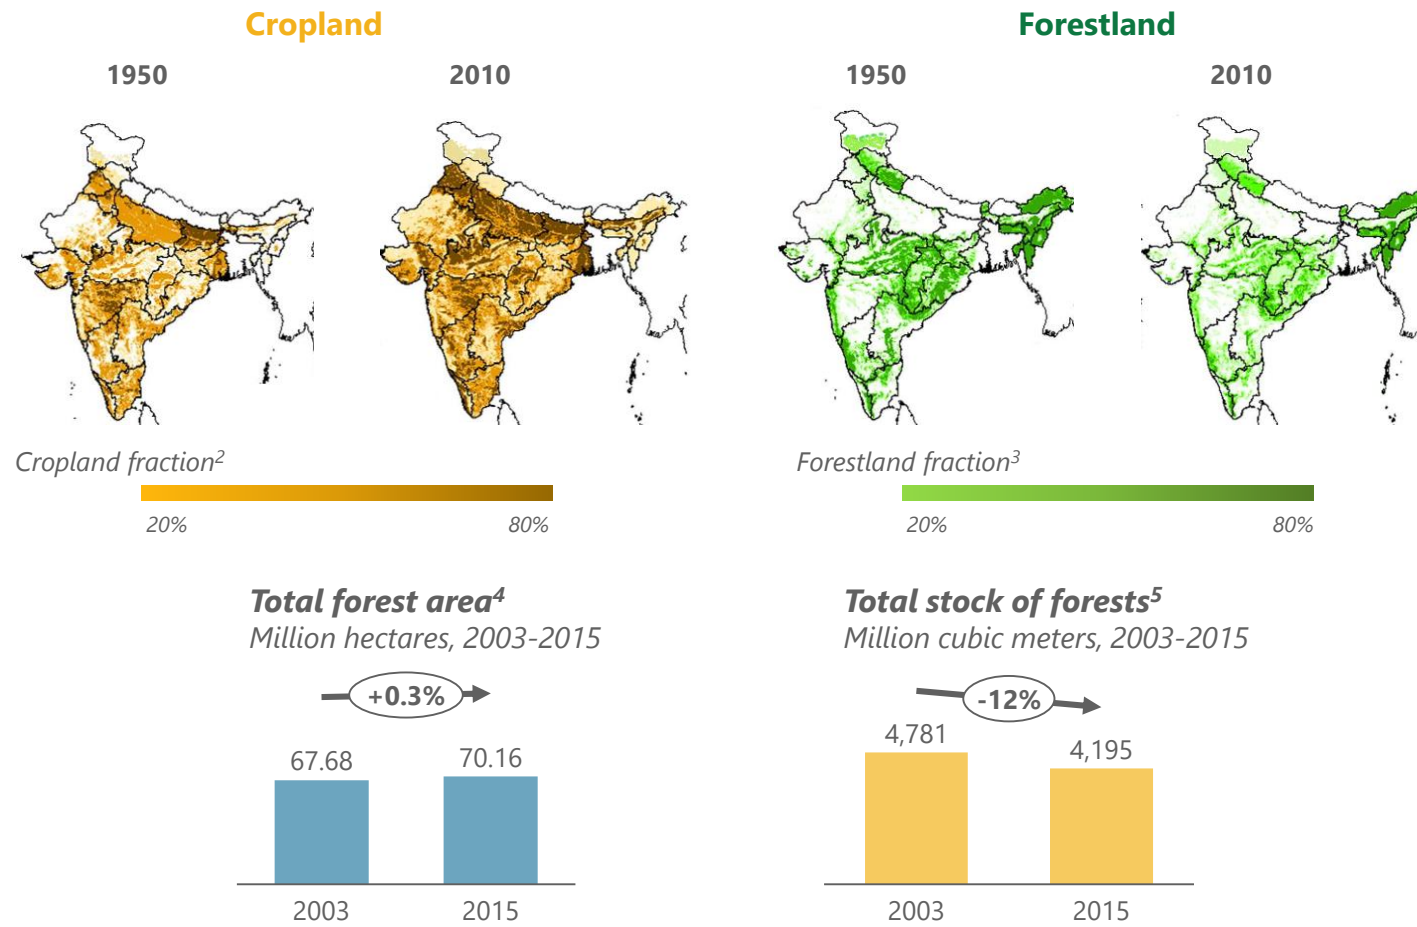 Cropland
1950
2010
Cropland fraction²
20%
80%
Forestland
1950
2010
Forestland fraction³
20%
80%
Total forest area⁴
Million hectares, 2003-2015
+0.3%
67.68
70.16
2003
2015
Total stock of forests⁵
Million cubic meters, 2003-2015
-12%
4,781
4,195
2003
2015